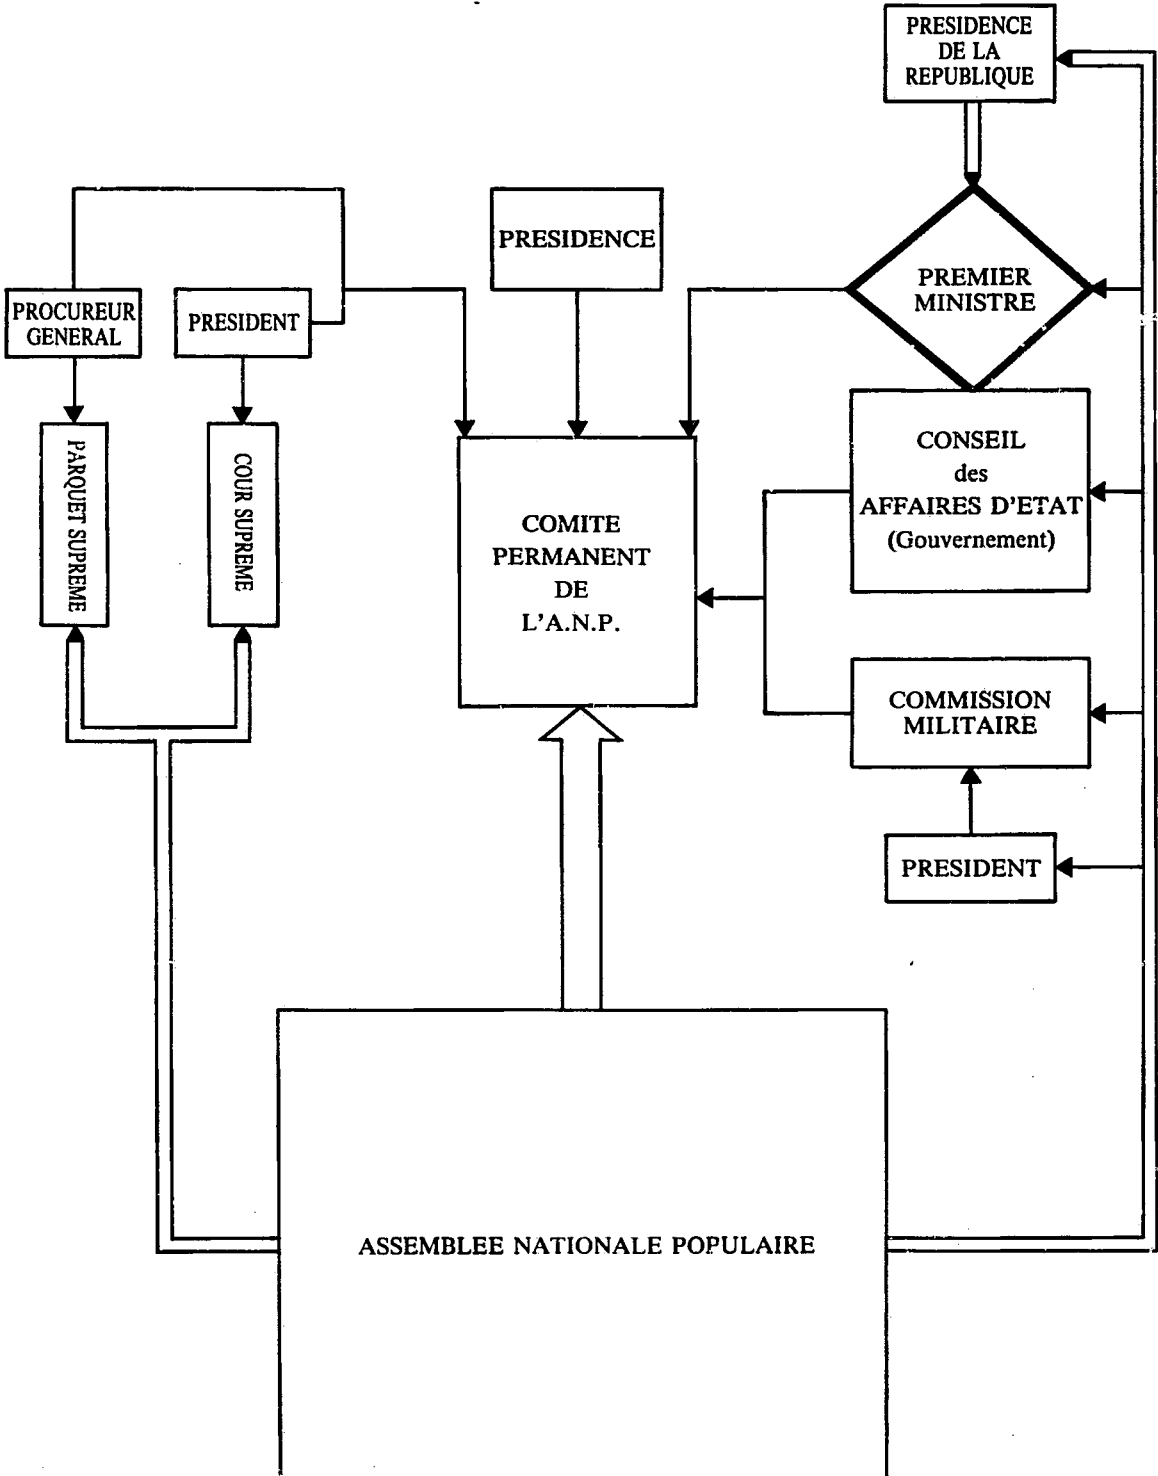 PRESIDENCE
DE LA
REPUBLIQUE
PRESIDENCE
PREMIER
MINISTRE
PROCUREUR
GENERAL
PRESIDENT
PARQUET SUPREME
COUR SUPREME
COMITE
PERMANENT
DE
L'A.N.P.
CONSEIL
des
AFFAIRES D'ETAT
(Gouvernement)
COMMISSION
MILITAIRE
PRESIDENT
ASSEMBLEE NATIONALE POPULAIRE